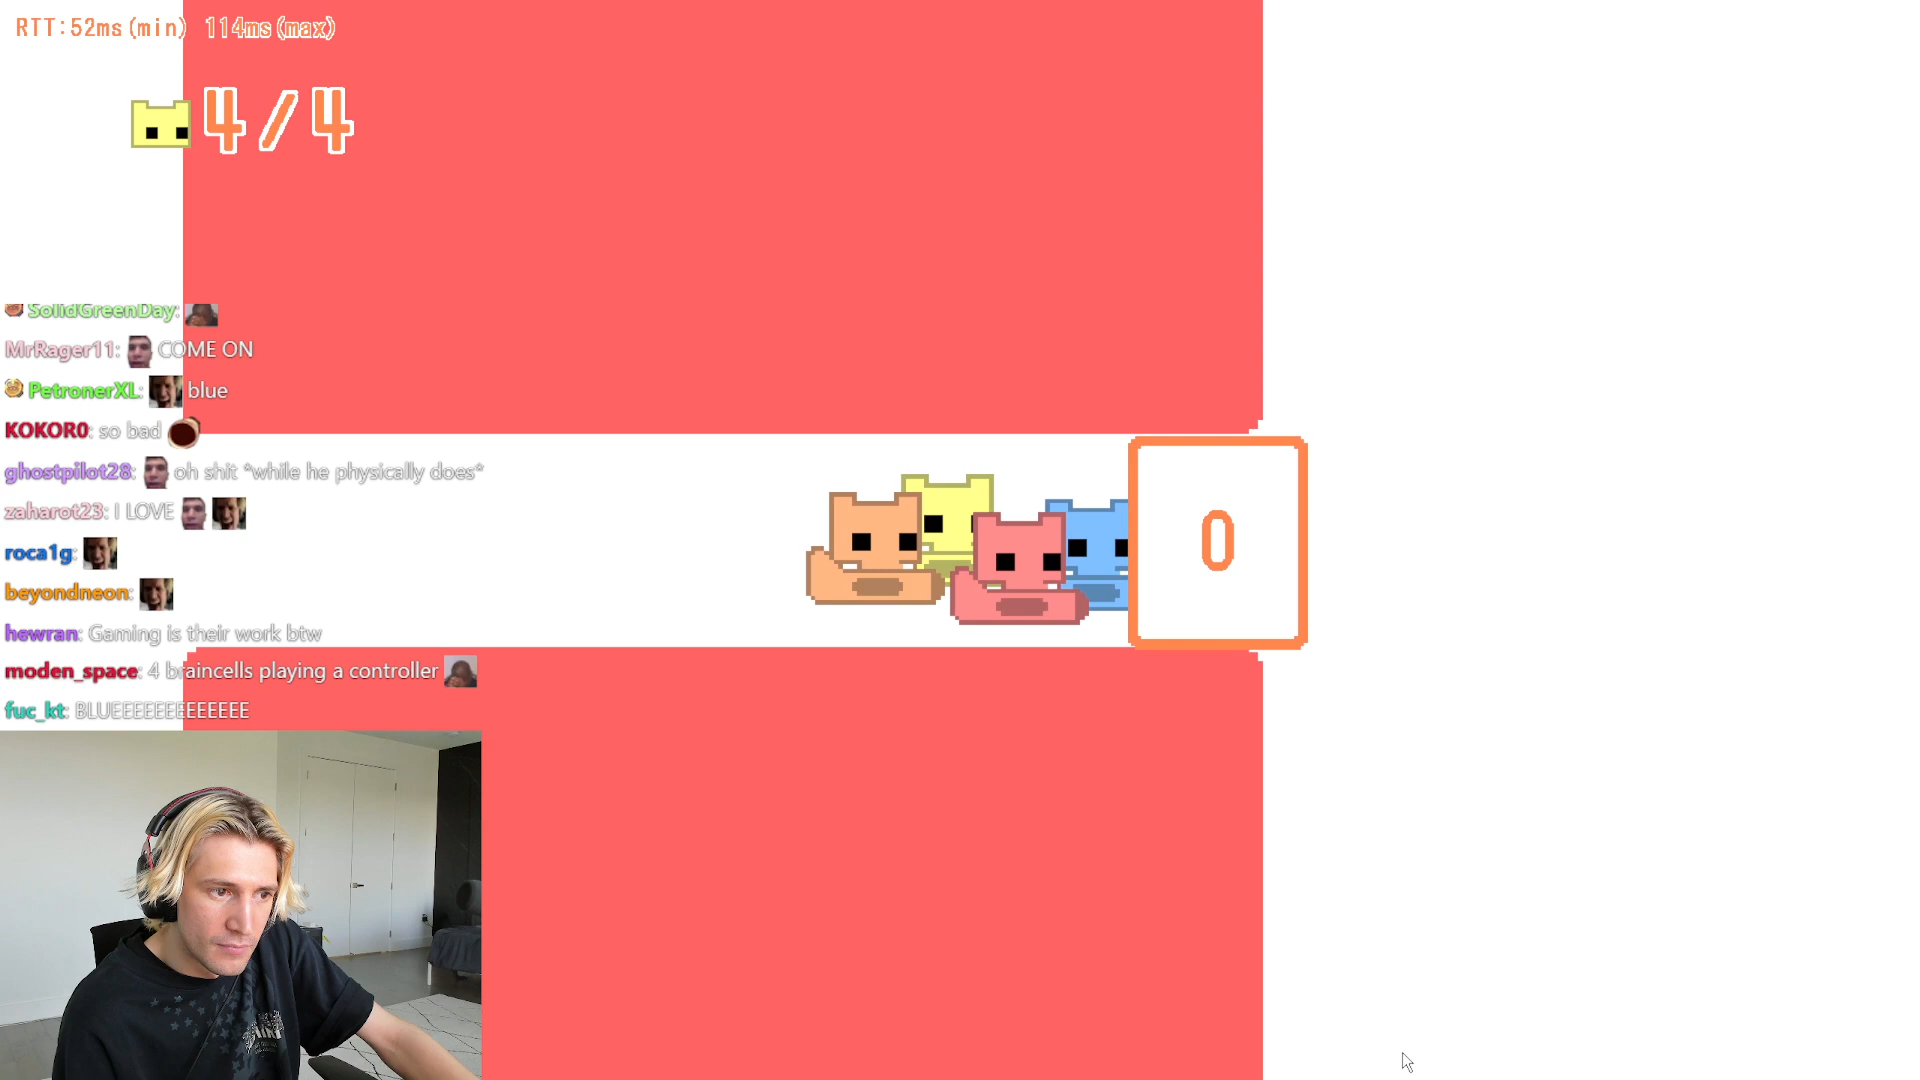 RTT:52ms(min) 114ms(max)
4/4
SolidGreenDay:
MrRager11: COME ON
PetronerXL: blue
KOKOR0: so bad
ghostpilot28: oh shit *while he physically does*
zaharot23: I LOVE
roca1g:
beyondneon:
hewran: Gaming is their work btw
moden_space: 4 braincells playing a controller
fuc_kt: BLUEEEEEEEEEEEEE
0